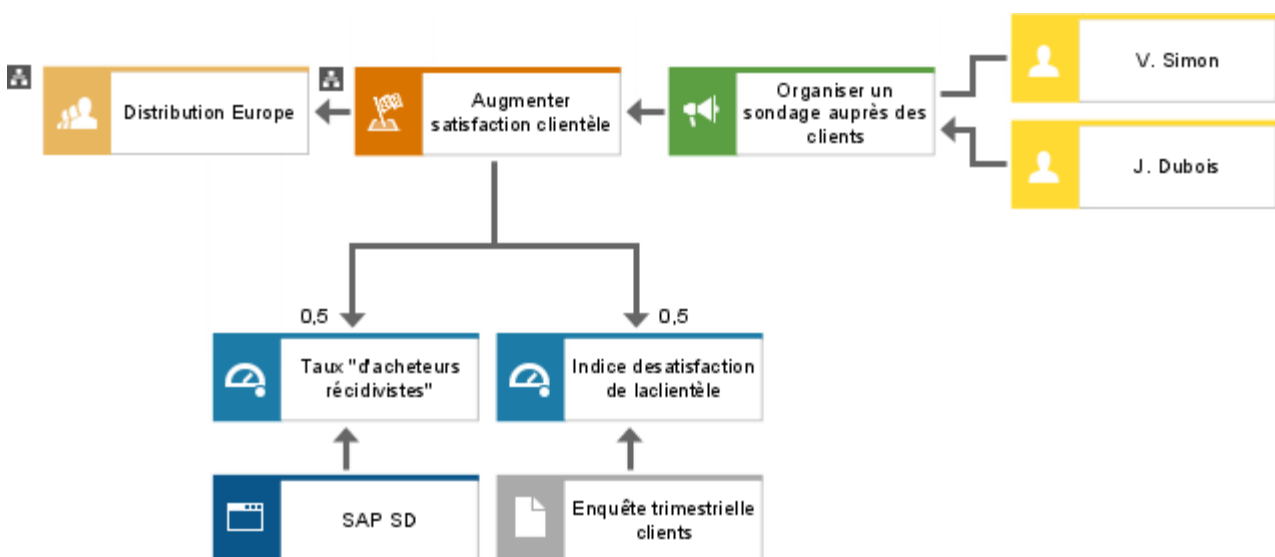 V. Simon
Distribution Europe
Augmenter
satisfaction clientèle
Organiser un
sondage auprès des
clients
J. Dubois
0,5
0,5
Taux "d'acheteurs
récidivistes"
Indice desatisfaction
de laclientèle
SAP SD
Enquête trimestrielle
clients